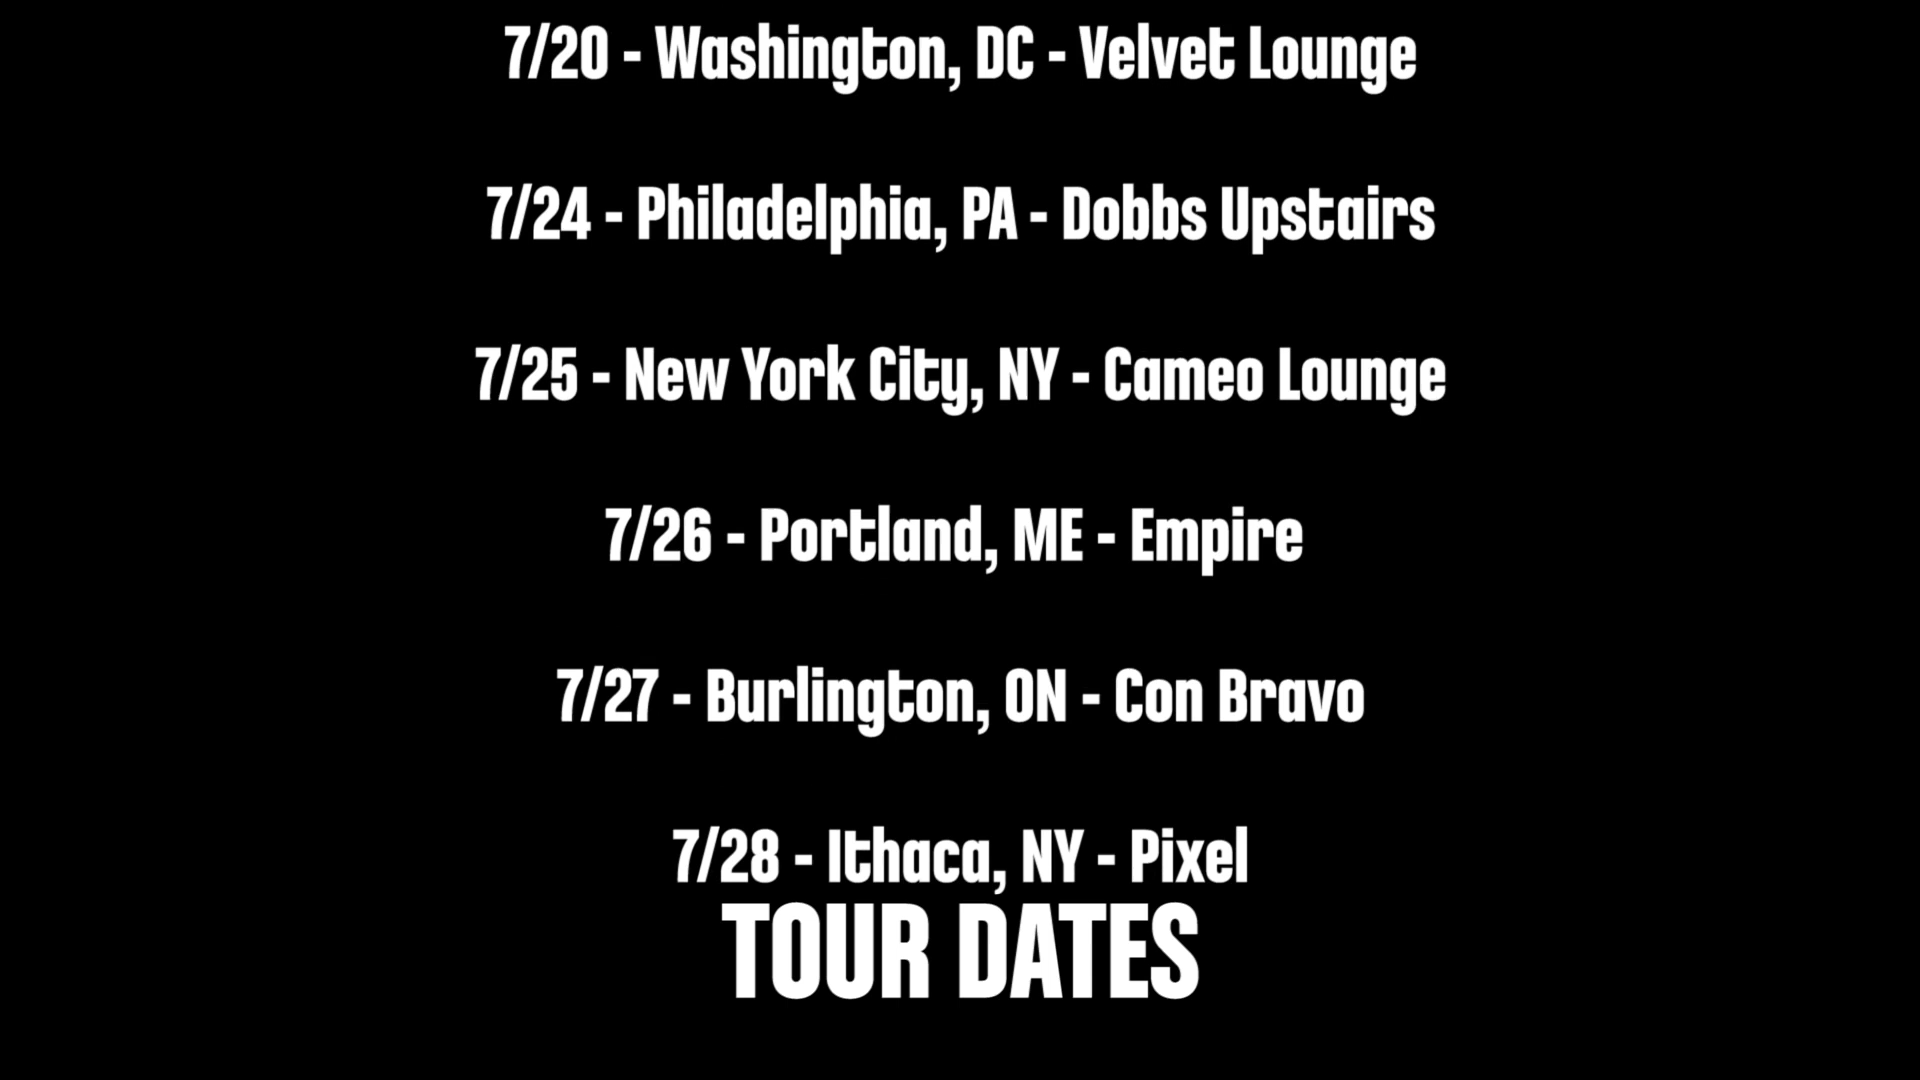 7/20 - Washington, DC - Velvet Lounge
7/24 - Philadelphia, PA - Dobbs Upstairs
7/25 - New York City, NY - Cameo Lounge
7/26 - Portland, ME - Empire
7/27 - Burlington, ON - Con Bravo
7/28 - Ithaca, NY - Pixel
TOUR DATES